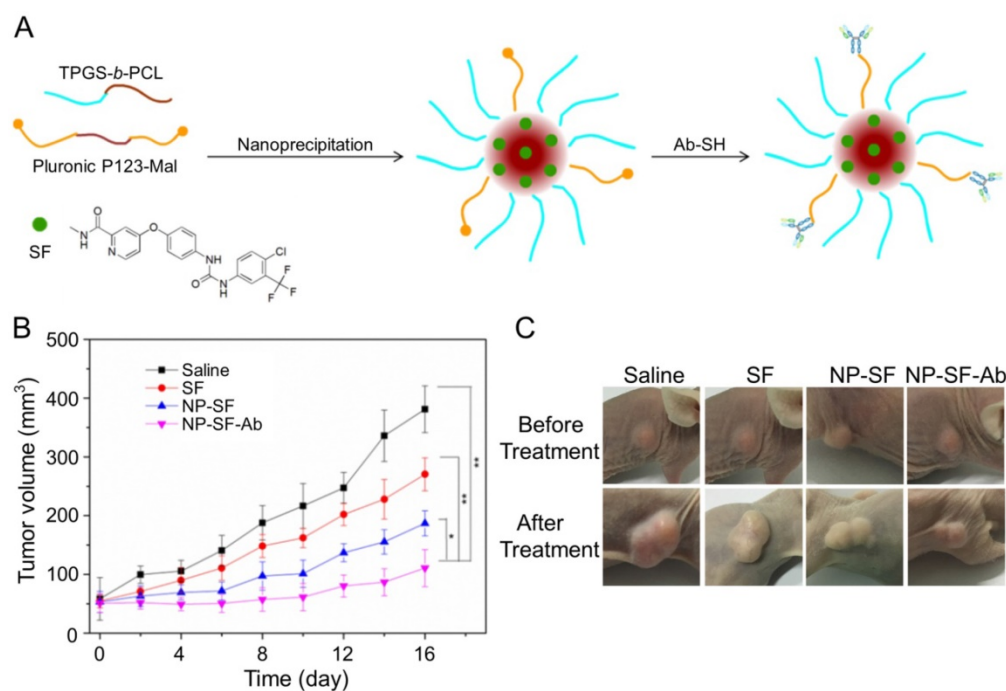 A
TPGS-b-PCL
Pluronic P123-Mal
SF
Nanoprecipitation
Ab-SH
O
N
H
N
O
Cl
NH
O
NH
F
F
F
B
500
400
300
200
100
0
Tumor volume (mm³)
Saline
SF
NP-SF
NP-SF-Ab
**
**
*
0
4
8
12
16
Time (day)
C
Saline SF NP-SF NP-SF-Ab
Before
Treatment
After
Treatment